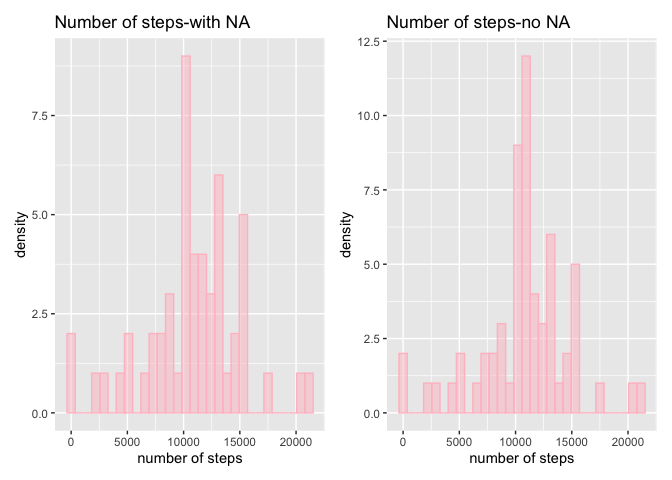 Number of steps-with NA
density
7.5
5.0
2.5
0.0
0 5000 10000 15000 20000
number of steps
Number of steps-no NA
density
12.5
10.0
7.5
5.0
2.5
0.0
0 5000 10000 15000 20000
number of steps